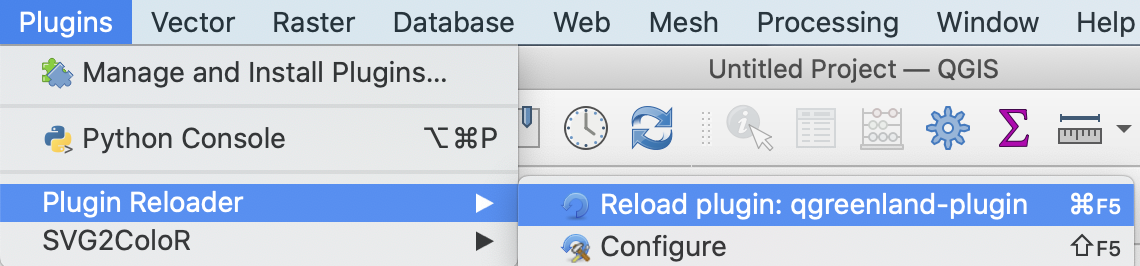 Plugins Vector Raster Database Web Mesh Processing Window Help
Untitled Project — QGIS
Manage and Install Plugins...
Python Console ⌥⌘P
Plugin Reloader ▶
Reload plugin: qgreenland-plugin ⌘F5
SVG2ColoR ▶
Configure ⇧F5